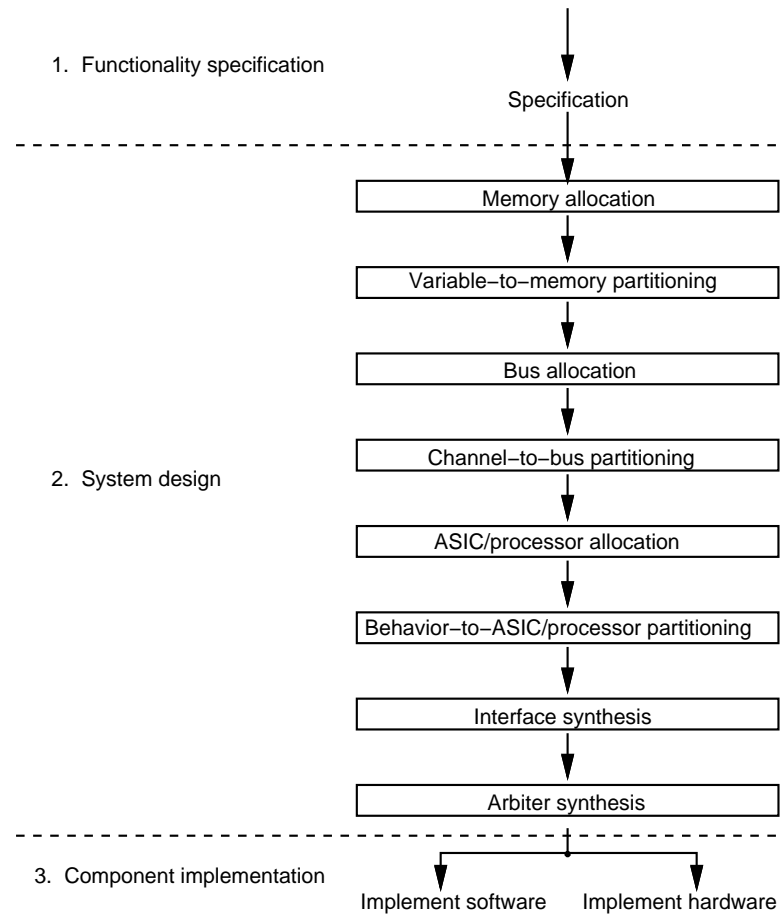 1. Functionality specification
Specification
Memory allocation
Variable−to−memory partitioning
Bus allocation
Channel−to−bus partitioning
2. System design
ASIC/processor allocation
Behavior−to−ASIC/processor partitioning
Interface synthesis
Arbiter synthesis
3. Component implementation
Implement software
Implement hardware